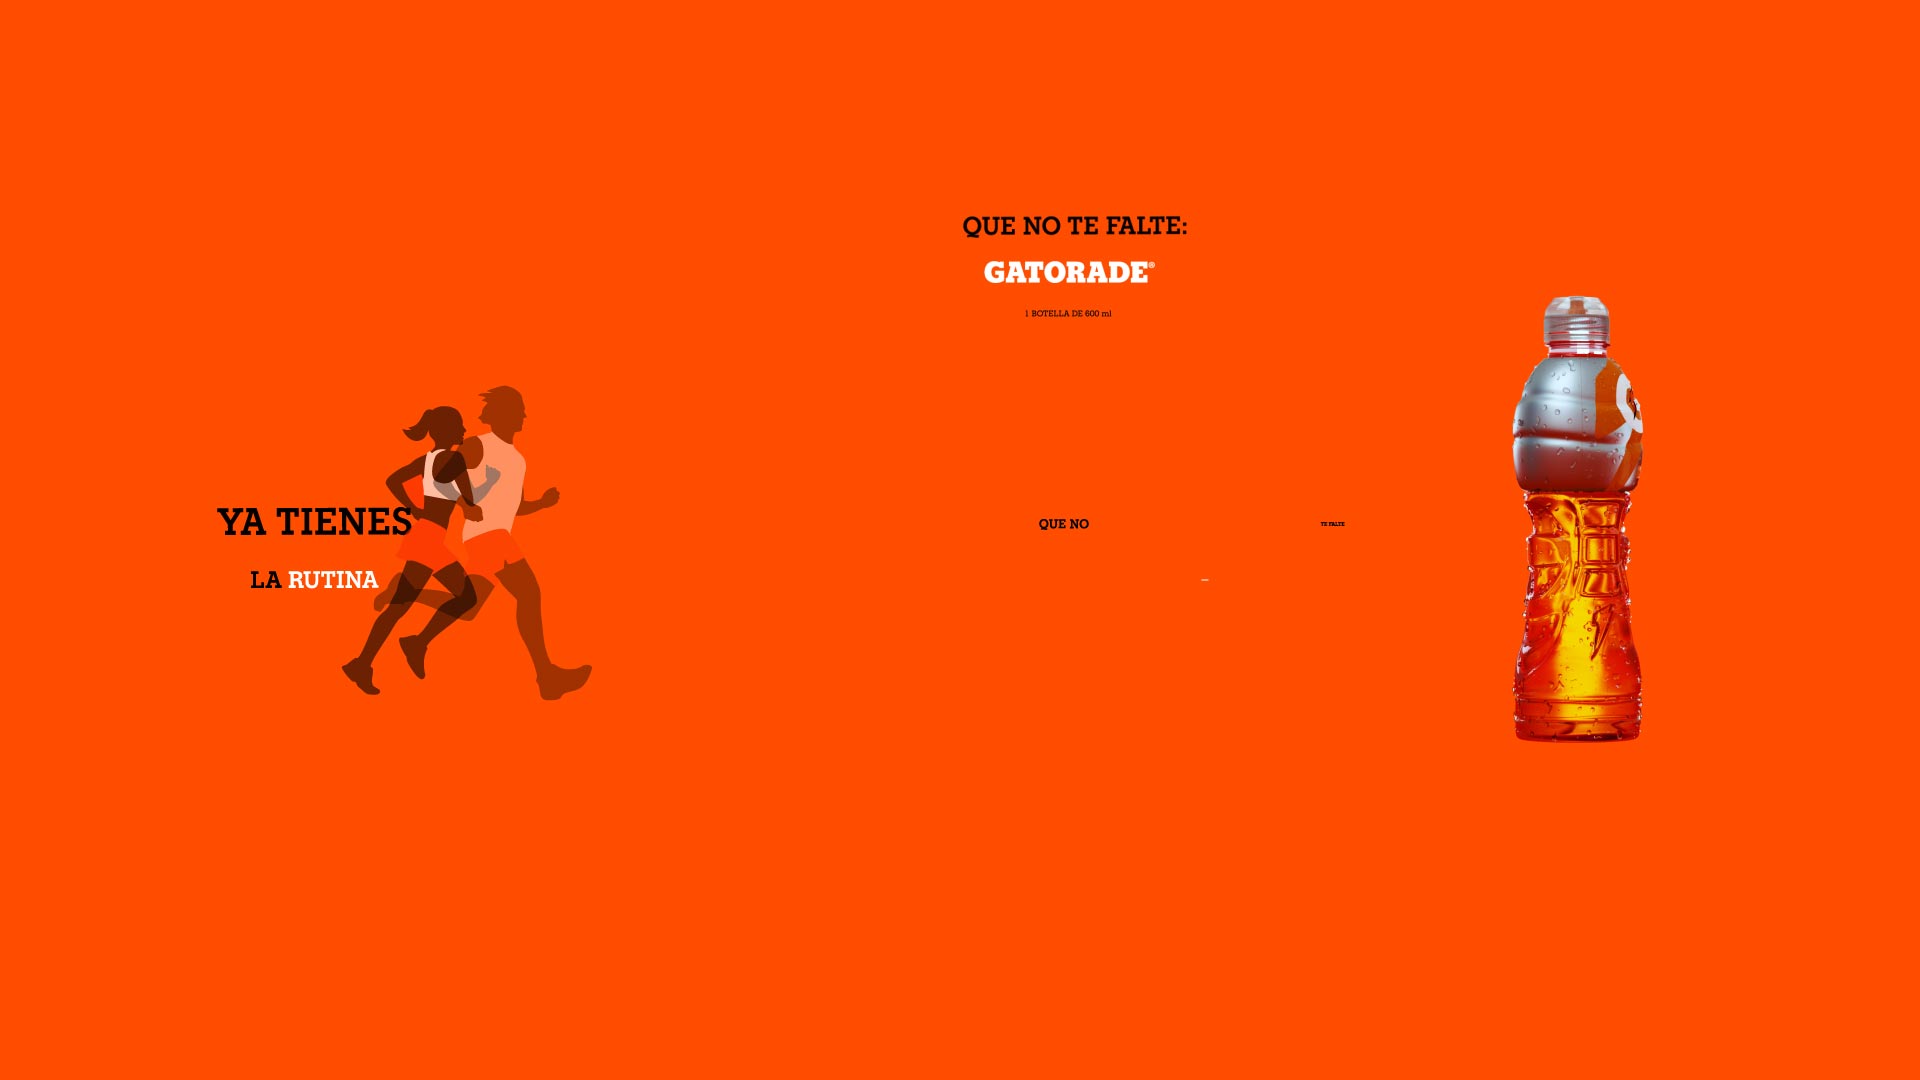 YA TIENES
LA RUTINA
QUE NO TE FALTE:
GATORADE®
1 BOTELLA DE 600 ml
QUE NO
TE FALTE